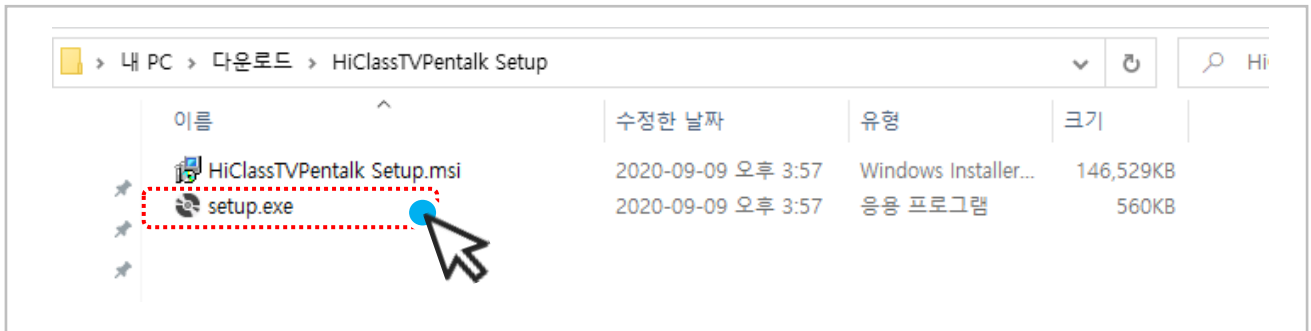 내 PC > 다운로드 > HiClassTVPentalk Setup
이름 수정한 날짜 유형 크기
HiClassTVPentalk Setup.msi 2020-09-09 오후 3:57 Windows Installer... 146,529KB
setup.exe 2020-09-09 오후 3:57 응용 프로그램 560KB